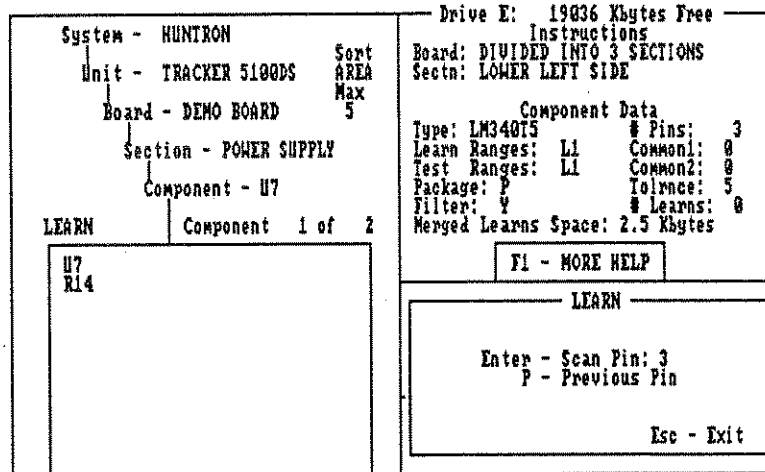 System - HUNTRON
Sort
Unit - TRACKER 5100DS AREA
Max
Board - DEMO BOARD 5
Section - POWER SUPPLY
Component - U7
LEARN Component 1 of 2
U7
R14
Drive E: 19036 Kbytes Free
Instructions
Board: DIVIDED INTO 3 SECTIONS
Sectn: LOWER LEFT SIDE
Component Data
Type: LM340T5 # Pins: 3
Learn Ranges: L1 Common1: 0
Test Ranges: L1 Common2: 0
Package: P Tolrnce: 5
Filter: Y # Learns: 0
Merged Learns Space: 2.5 Kbytes
F1 - MORE HELP
LEARN
Enter - Scan Pin: 3
P - Previous Pin
Esc - Exit